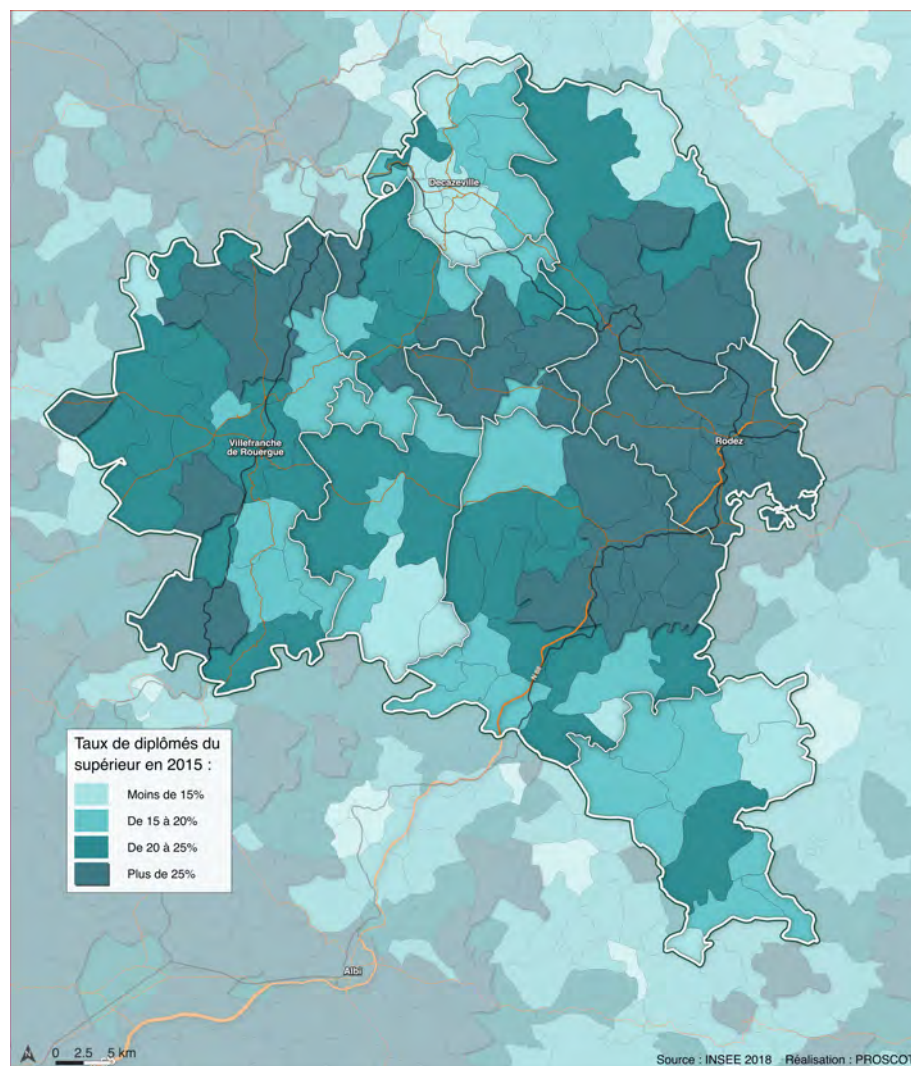 Decazeville
Villefranche
de Rouergue
Rodez
N 88
Taux de diplômés du
supérieur en 2015 :
Moins de 15%
De 15 à 20%
De 20 à 25%
Plus de 25%
Albi
0 2.5 5 km
Source : INSEE 2018 Réalisation : PROSCOT